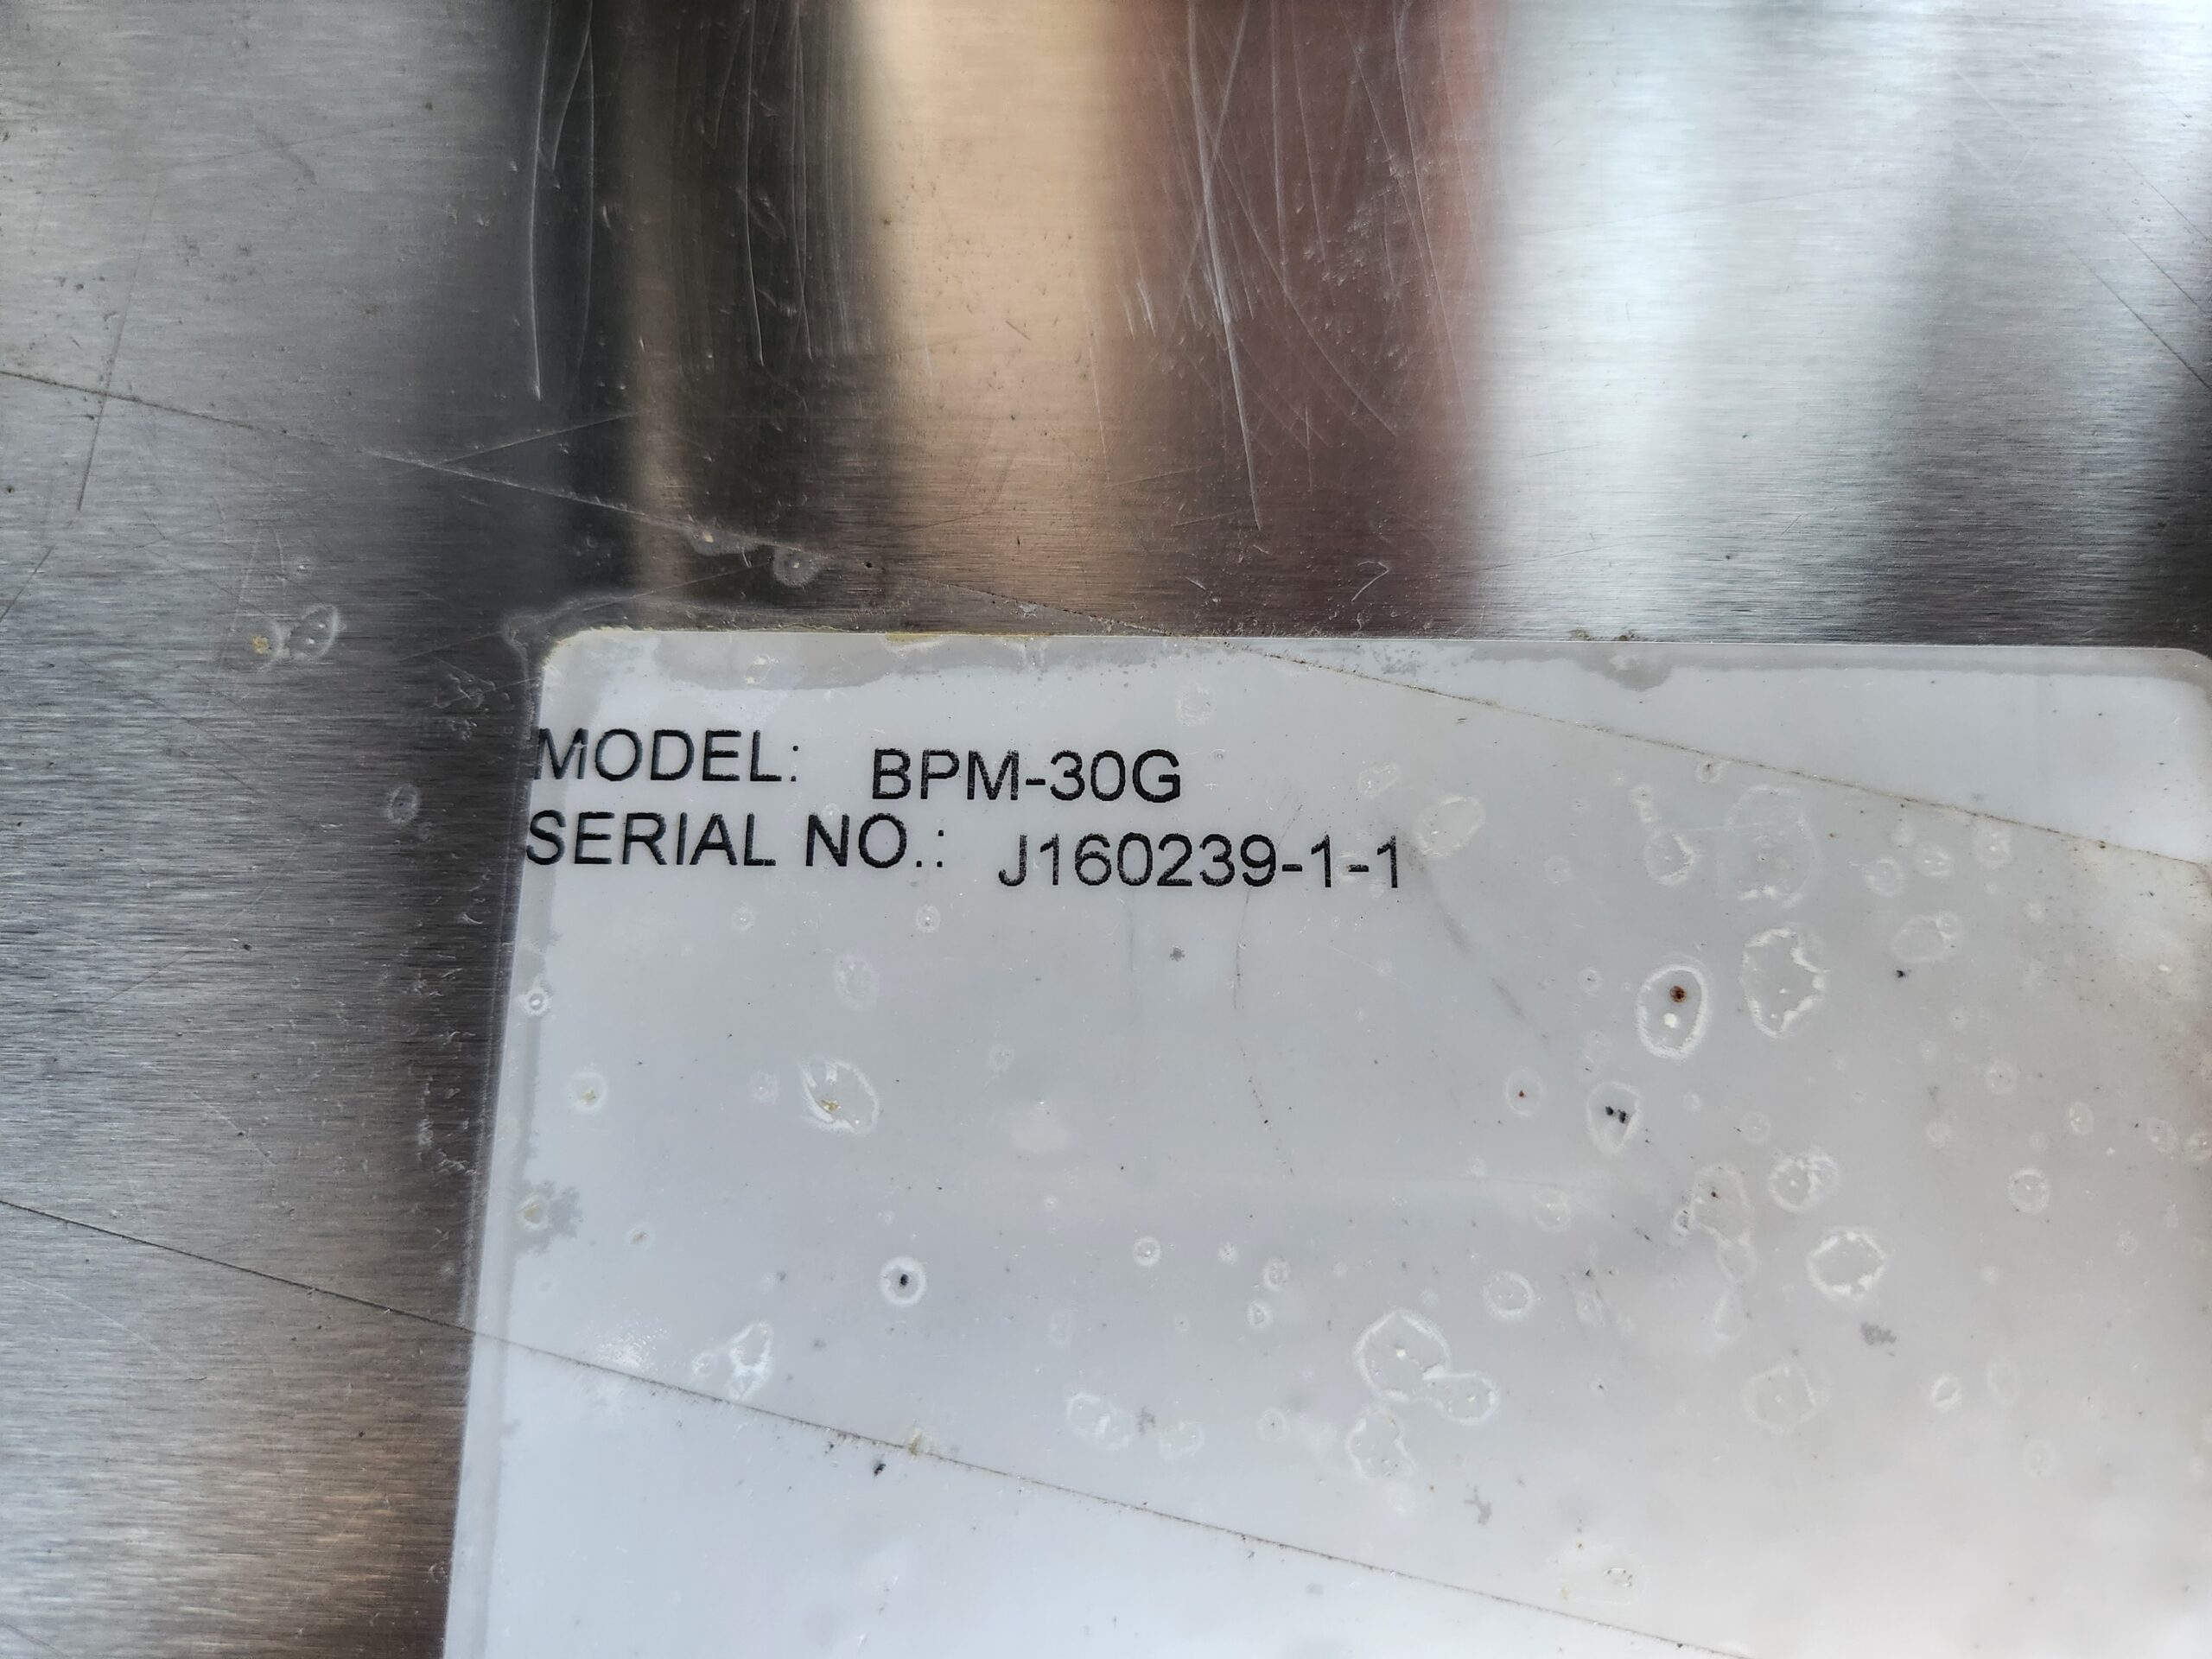 MODEL: BPM-30G
SERIAL NO.: J160239-1-1